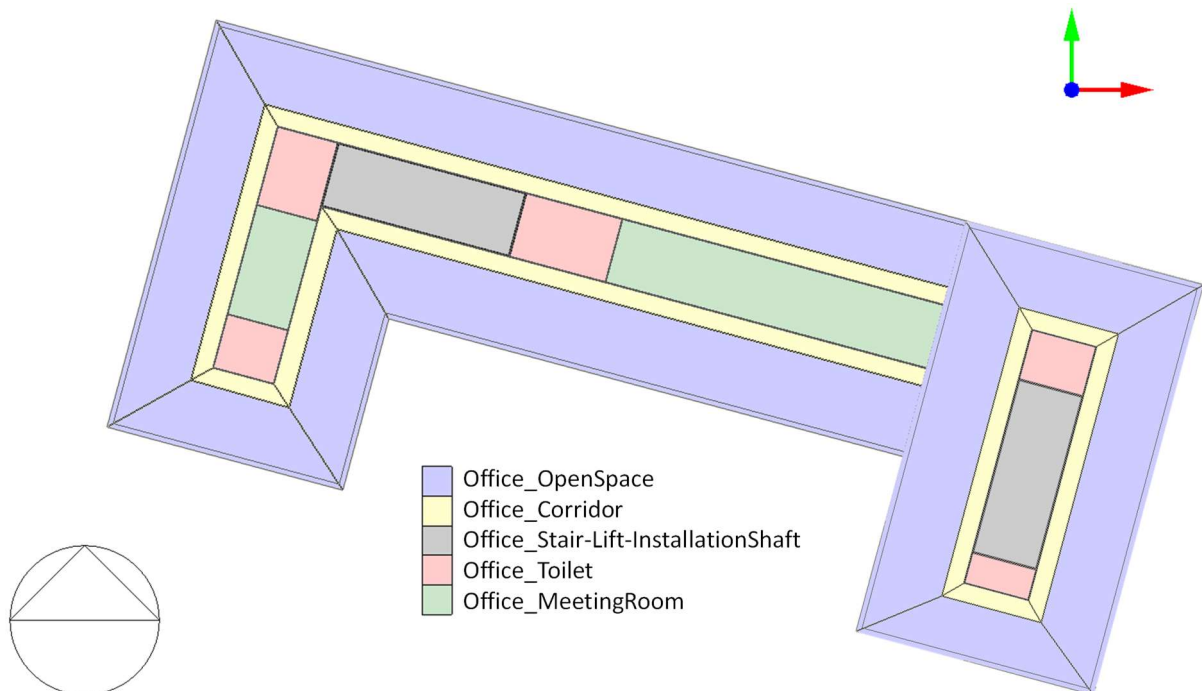 Office_OpenSpace
Office_Corridor
Office_Stair-Lift-InstallationShaft
Office_Toilet
Office_MeetingRoom